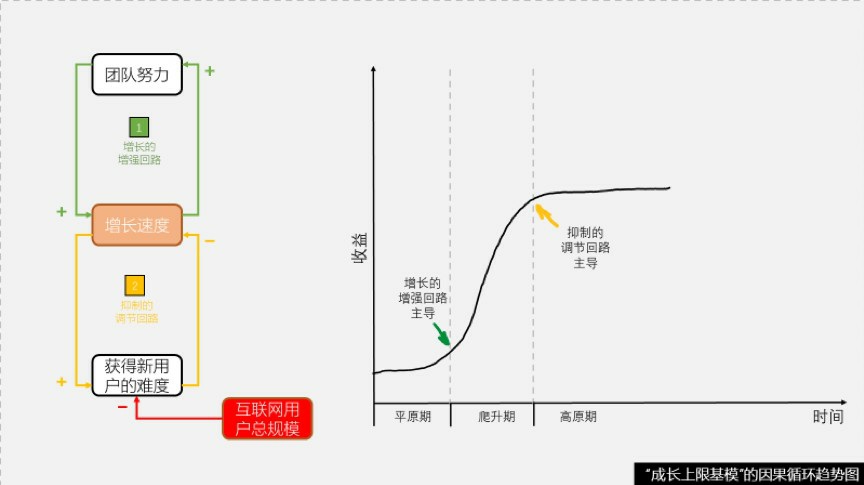 团队努力
+
1
增长的
增强回路
+
增长速度
−
2
抑制的
调节回路
+
获得新用
户的难度
−
互联网用
户总规模
收益
增长的
增强回路
主导
抑制的
调节回路
主导
平原期
爬升期
高原期
时间
“成长上限基模”的因果循环趋势图